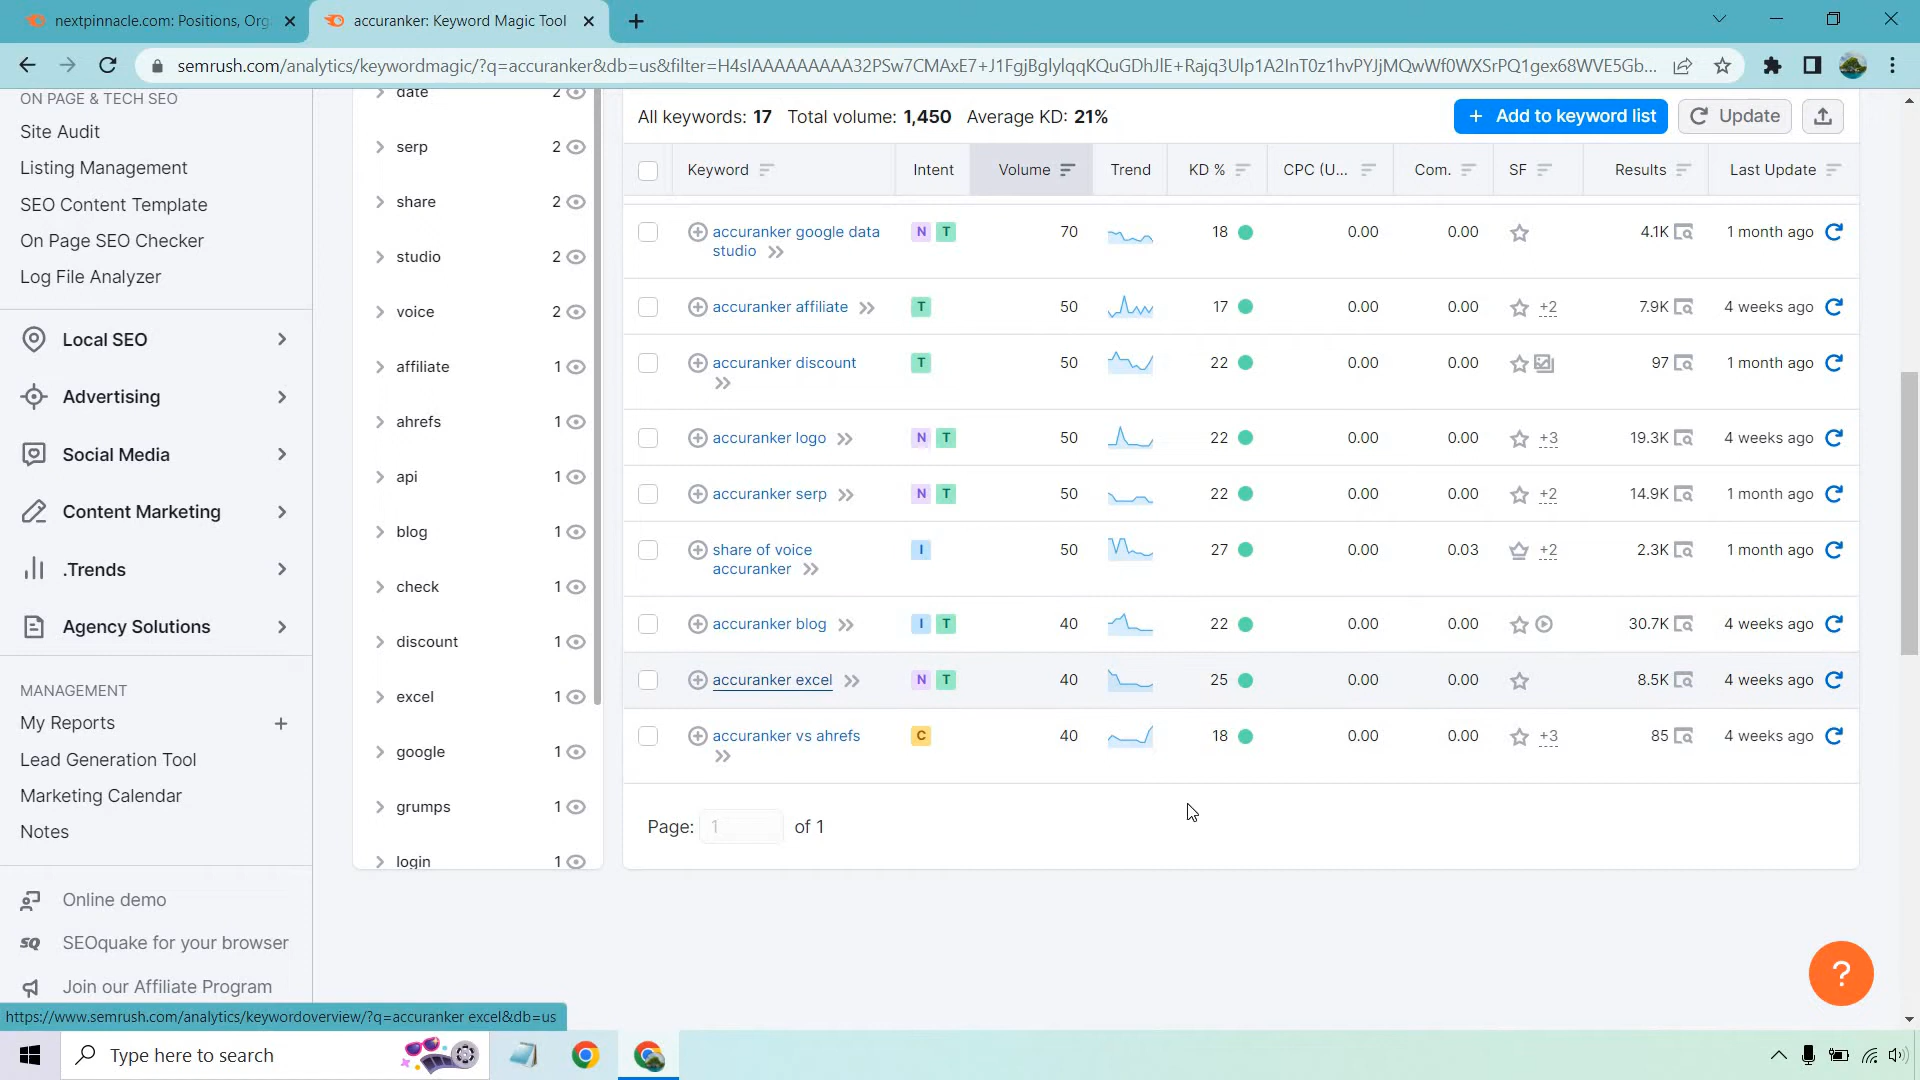 nextpinnacle.com: Positions, Org
accuranker: Keyword Magic Tool
semrush.com/analytics/keywordmagic/?q=accuranker&db=us&filter=H4sIAAAAAAAAA32PSw7CMAxE7+J1FgjBglyIqqKQuGDhJlE+Rajq3Ulp1A2InT0z1hvPYJjMQwWf0WXSrPQ1gex68WVE5Gb...
ON PAGE & TECH SEO
Site Audit
Listing Management
SEO Content Template
On Page SEO Checker
Log File Analyzer
Local SEO
Advertising
Social Media
Content Marketing
.Trends
Agency Solutions
MANAGEMENT
My Reports +
Lead Generation Tool
Marketing Calendar
Notes
Online demo
SQ SEOquake for your browser
Join our Affiliate Program
https://www.semrush.com/analytics/keywordoverview/?q=accuranker excel&db=us
date 2
serp 2
share 2
studio 2
voice 2
affiliate 1
ahrefs 1
api 1
blog 1
check 1
discount 1
excel 1
google 1
grumps 1
login 1
All keywords: 17 Total volume: 1,450 Average KD: 21%
+ Add to keyword list
Update
Keyword Intent Volume Trend KD % CPC (U... Com. SF Results Last Update
accuranker google data studio N T 70 18 0.00 0.00 4.1K 1 month ago
accuranker affiliate T 50 17 0.00 0.00 +2 7.9K 4 weeks ago
accuranker discount T 50 22 0.00 0.00 97 1 month ago
accuranker logo N T 50 22 0.00 0.00 +3 19.3K 4 weeks ago
accuranker serp N T 50 22 0.00 0.00 +2 14.9K 1 month ago
share of voice accuranker I 50 27 0.00 0.03 +2 2.3K 1 month ago
accuranker blog I T 40 22 0.00 0.00 30.7K 4 weeks ago
accuranker excel N T 40 25 0.00 0.00 8.5K 4 weeks ago
accuranker vs ahrefs C 40 18 0.00 0.00 +3 85 4 weeks ago
Page: 1 of 1
?
Type here to search